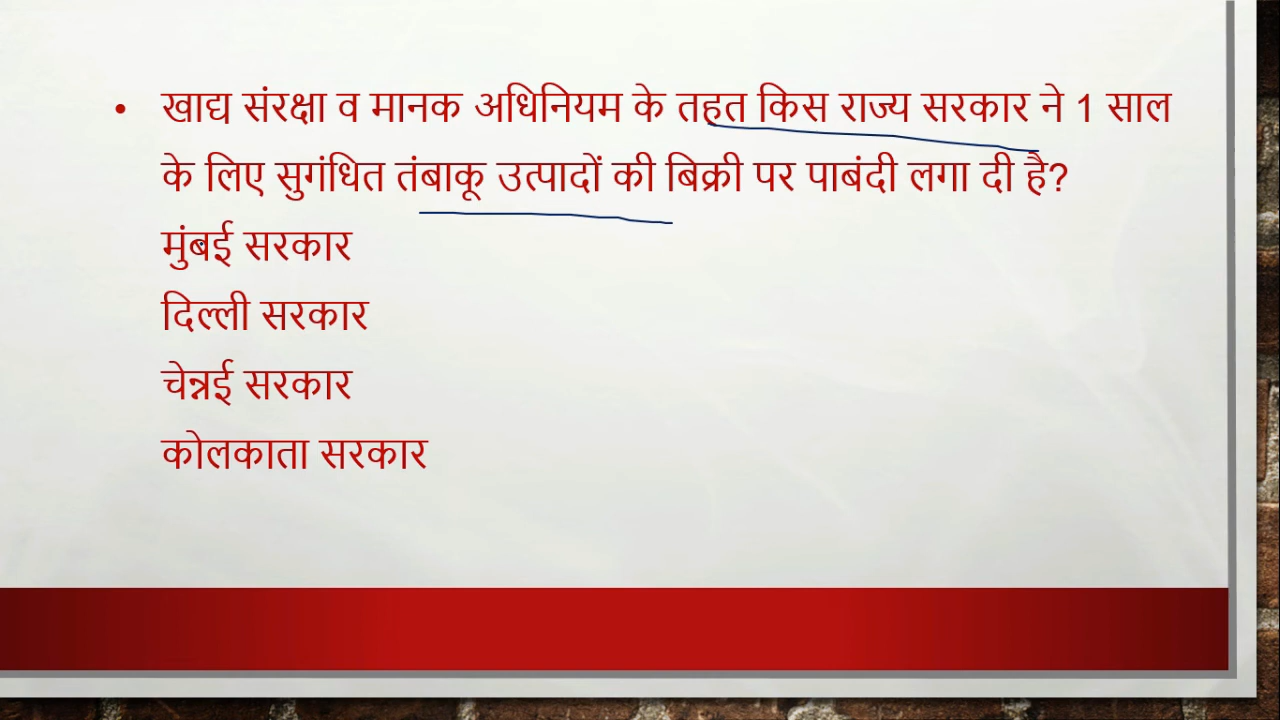 • खाद्य संरक्षा व मानक अधिनियम के तहत किस राज्य सरकार ने 1 साल
के लिए सुगंधित तंबाकू उत्पादों की बिक्री पर पाबंदी लगा दी है?
मुंबई सरकार
दिल्ली सरकार
चेन्नई सरकार
कोलकाता सरकार